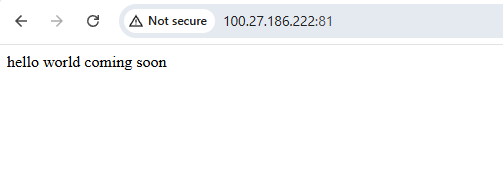 Not secure 100.27.186.222:81
hello world coming soon